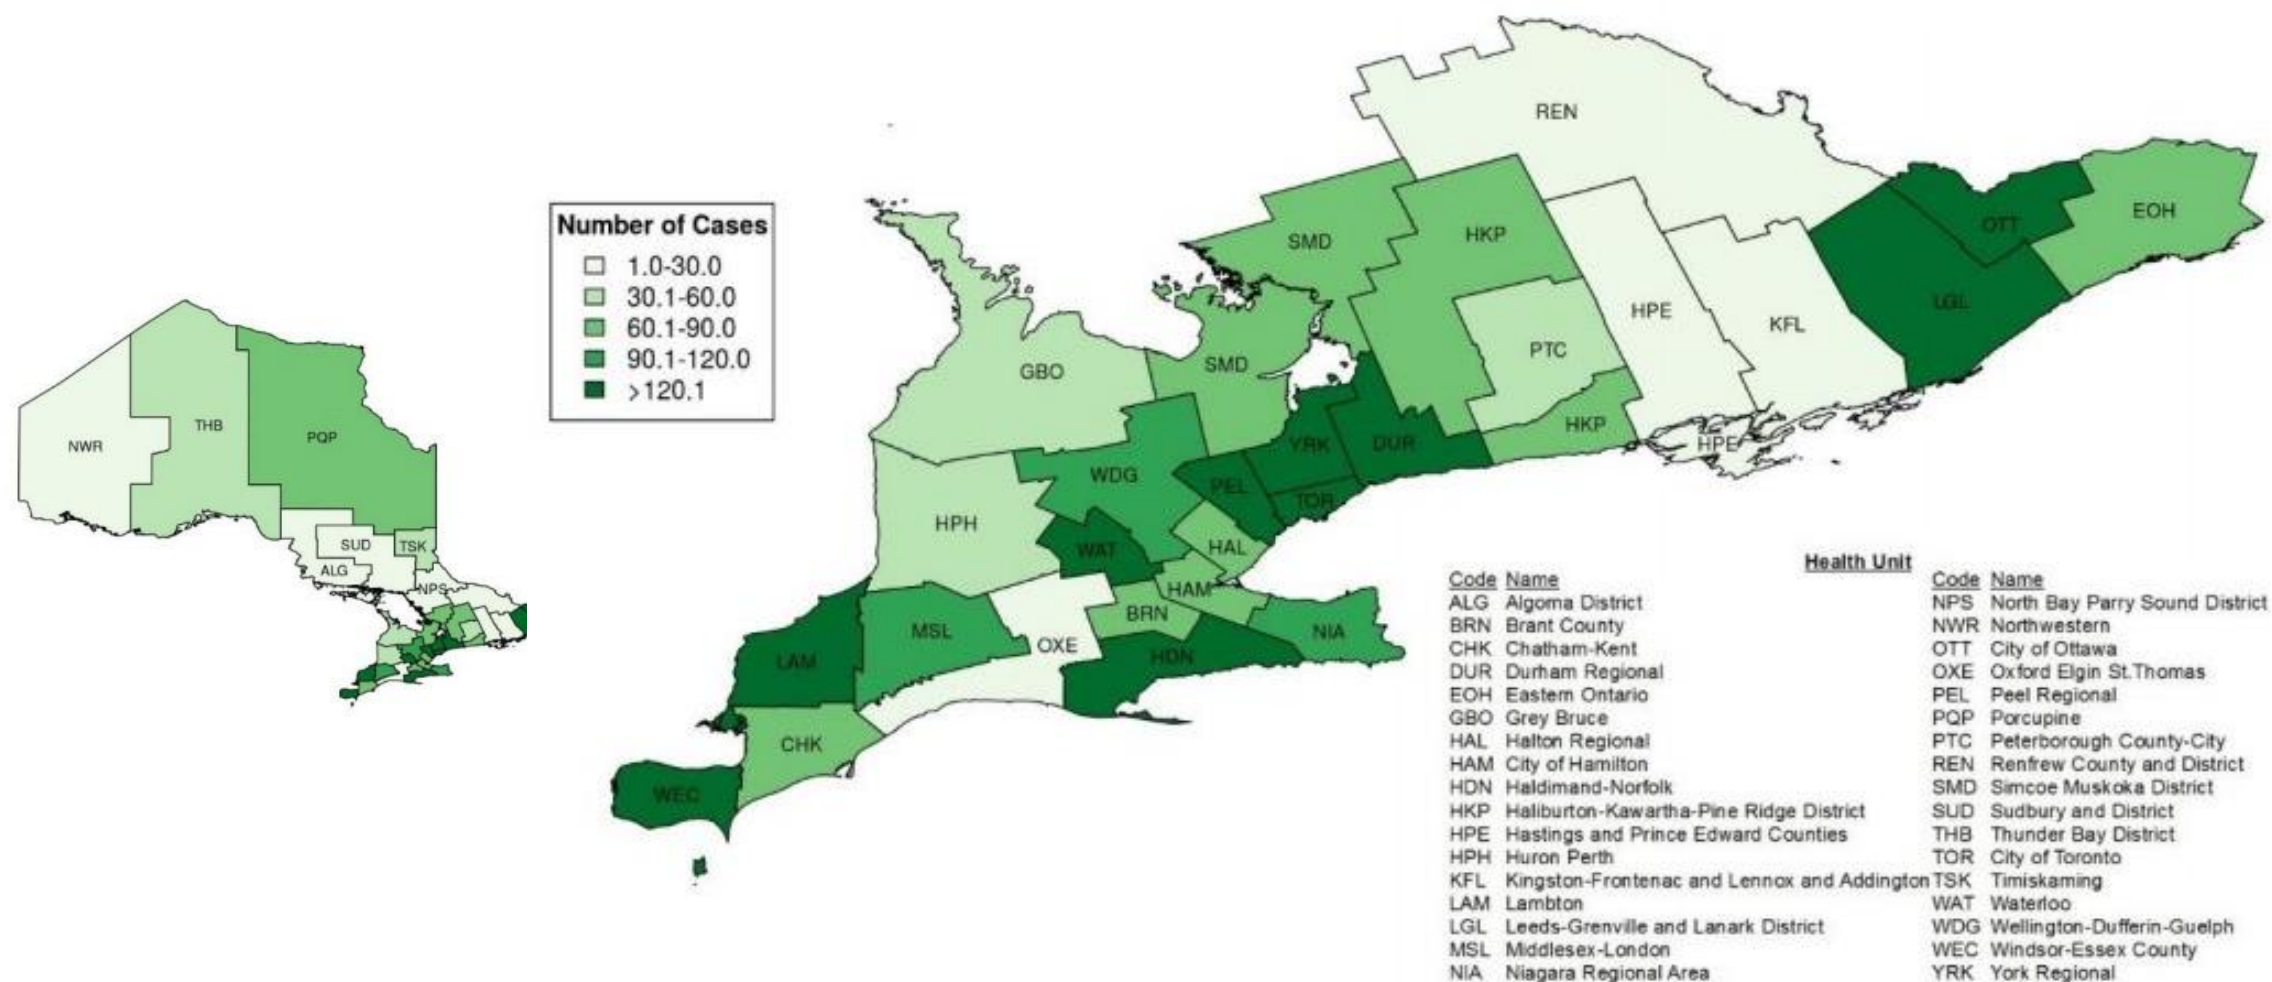 REN
EOH
OTT
SMD
HKP
LGL
HPE
KFL
PTC
GBO
SMD
HKP
HPE
YRK
DUR
WDG
PEL
TOR
HPH
WAT
HAL
HAM
BRN
NIA
MSL
OXE
HDN
LAM
CHK
WEC
Number of Cases
1.0-30.0
30.1-60.0
60.1-90.0
90.1-120.0
>120.1
NWR
THB
PQP
SUD
TSK
ALG
NPS
Health Unit
Code Name
ALG Algoma District
BRN Brant County
CHK Chatham-Kent
DUR Durham Regional
EOH Eastern Ontario
GBO Grey Bruce
HAL Halton Regional
HAM City of Hamilton
HDN Haldimand-Norfolk
HKP Haliburton-Kawartha-Pine Ridge District
HPE Hastings and Prince Edward Counties
HPH Huron Perth
KFL Kingston-Frontenac and Lennox and Addington
LAM Lambton
LGL Leeds-Grenville and Lanark District
MSL Middlesex-London
NIA Niagara Regional Area
Code Name
NPS North Bay Parry Sound District
NWR Northwestern
OTT City of Ottawa
OXE Oxford Elgin St.Thomas
PEL Peel Regional
PQP Porcupine
PTC Peterborough County-City
REN Renfrew County and District
SMD Simcoe Muskoka District
SUD Sudbury and District
THB Thunder Bay District
TOR City of Toronto
TSK Timiskaming
WAT Waterloo
WDG Wellington-Dufferin-Guelph
WEC Windsor-Essex County
YRK York Regional